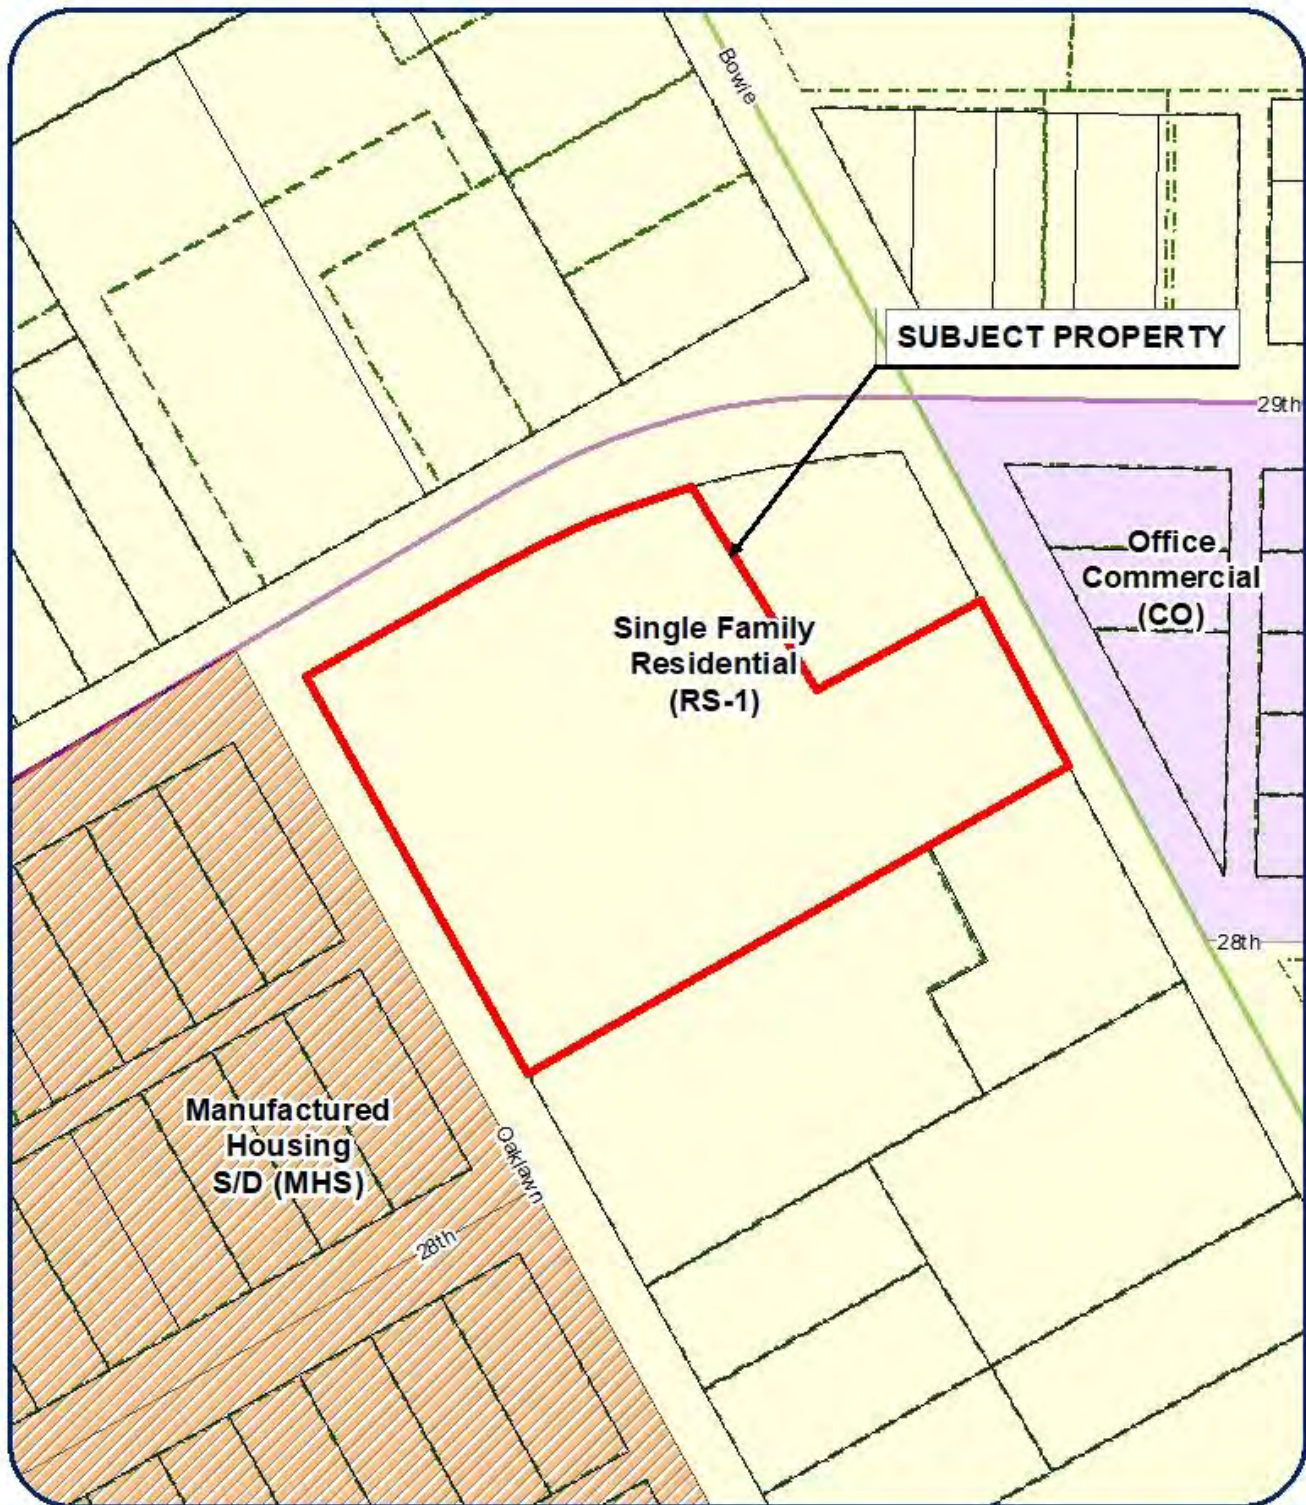 Bowie
SUBJECT PROPERTY
29th
Office
Commercial
(CO)
Single Family
Residential
(RS-1)
28th
Manufactured
Housing
S/D (MHS)
Oaklawn
28th